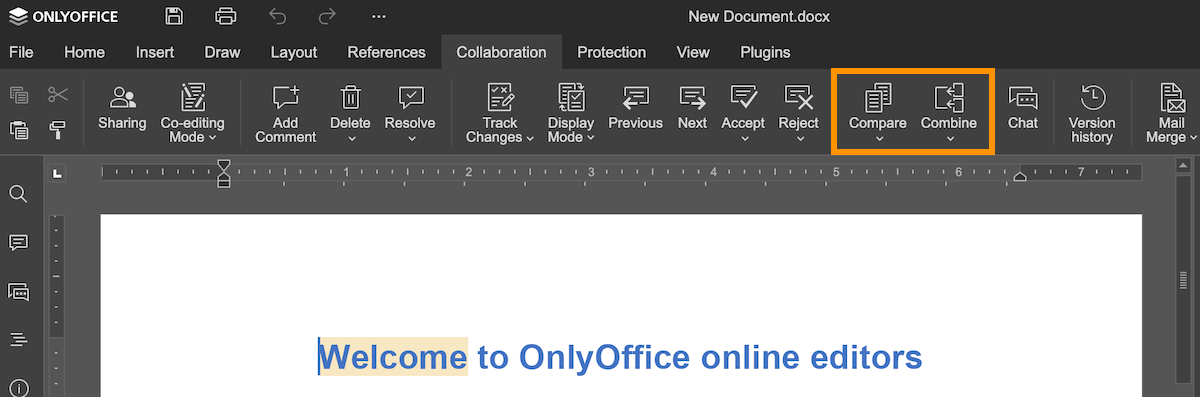 ONLYOFFICE
New Document.docx
File Home Insert Draw Layout References Collaboration Protection View Plugins
Sharing
Co-editing
Mode
Add
Comment
Delete
Resolve
Track
Changes
Display
Mode
Previous
Next
Accept
Reject
Compare
Combine
Chat
Version
history
Mail
Merge
L
1 2 3 4 5 6 7
Welcome to OnlyOffice online editors